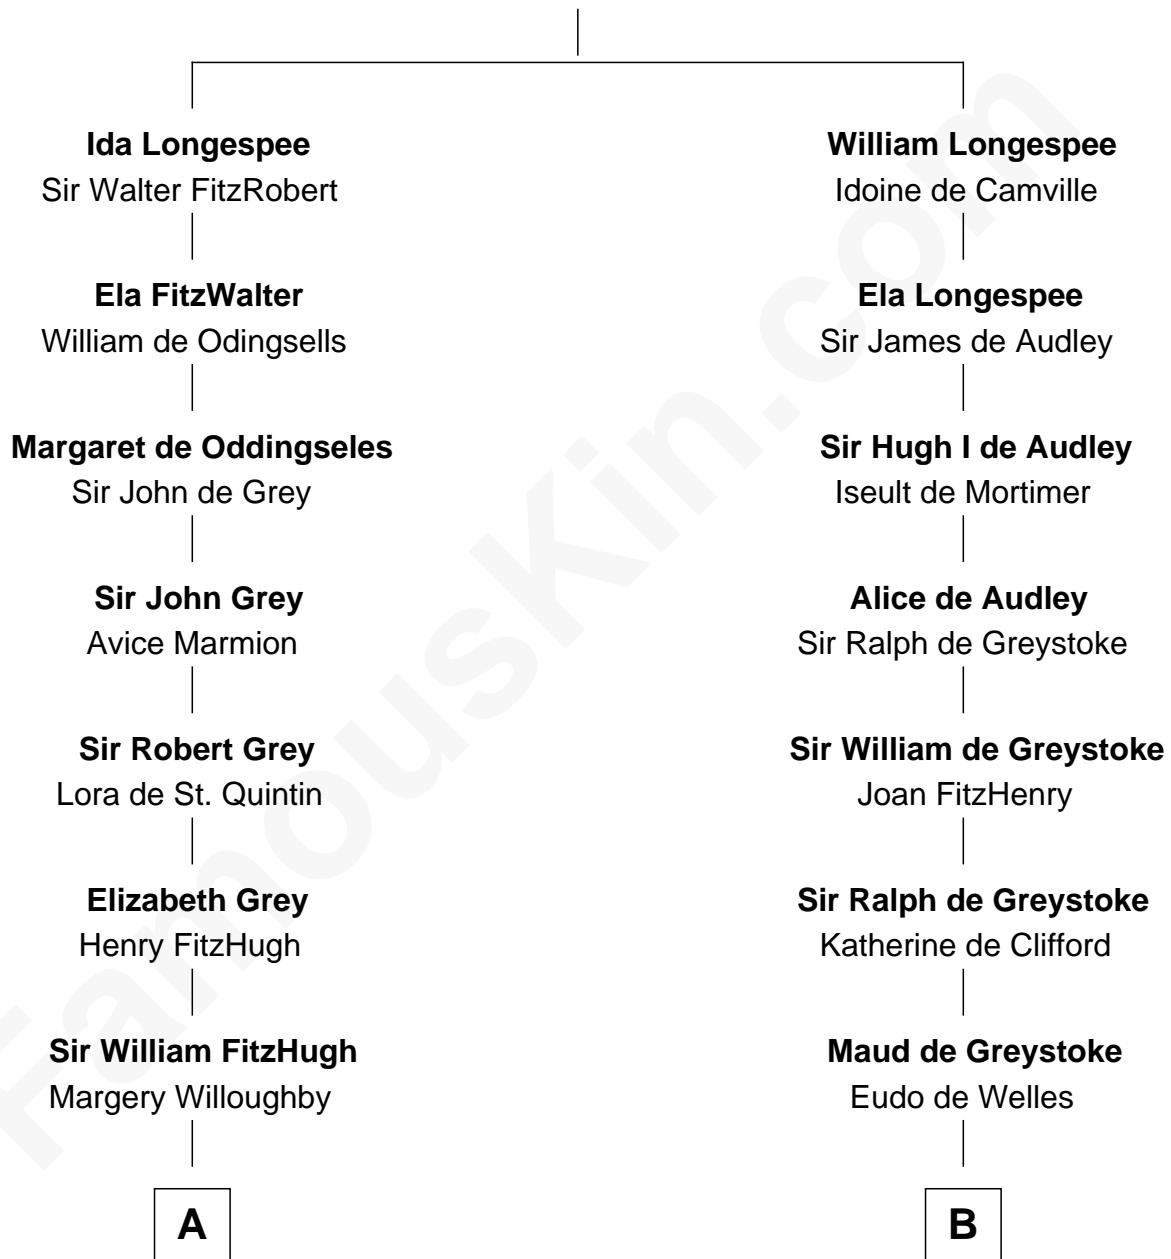 Ida Longespee
Sir Walter FitzRobert
Ela FitzWalter
William de Odingsells
Margaret de Oddingseles
Sir John de Grey
Sir John Grey
Avice Marmion
Sir Robert Grey
Lora de St. Quintin
Elizabeth Grey
Henry FitzHugh
Sir William FitzHugh
Margery Willoughby
A
William Longespee
Idoine de Camville
Ela Longespee
Sir James de Audley
Sir Hugh I de Audley
Iseult de Mortimer
Alice de Audley
Sir Ralph de Greystoke
Sir William de Greystoke
Joan FitzHenry
Sir Ralph de Greystoke
Katherine de Clifford
Maud de Greystoke
Eudo de Welles
B
FamousKin.com